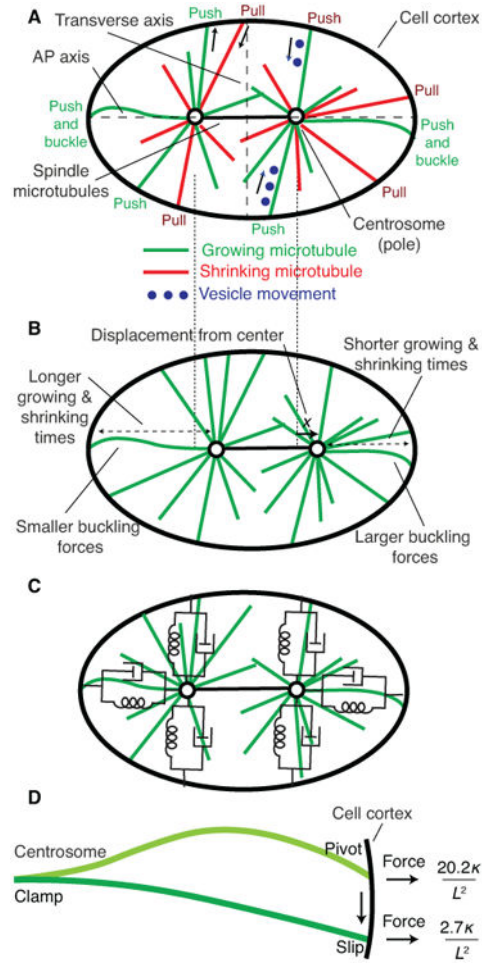 A
Transverse axis
Push
Pull
Push
Cell cortex
AP axis
Pull
Push
and
buckle
Push
and
buckle
Spindle
microtubules
Push
Pull
Push
Pull
Centrosome
(pole)
Growing microtubule
Shrinking microtubule
Vesicle movement
B
Displacement from center
Shorter growing &
shrinking times
Longer
growing &
shrinking
times
x
Smaller buckling
forces
Larger buckling
forces
C
D
Cell cortex
Centrosome
Pivot
Force
20.2κ
L²
Clamp
Force
2.7κ
L²
Slip